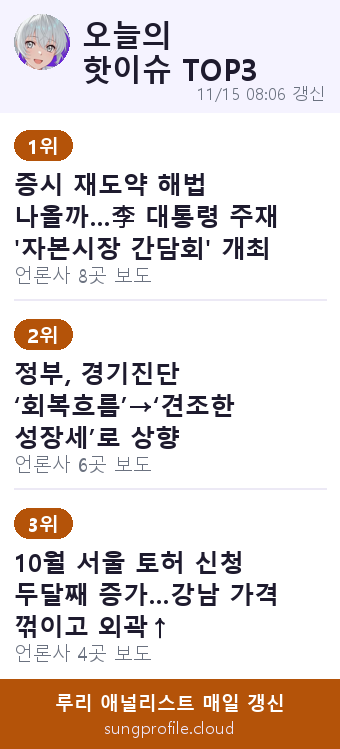 오늘의
핫이슈 TOP3
11/15 08:06 갱신
1위
증시 재도약 해법
나올까…李 대통령 주재
'자본시장 간담회' 개최
언론사 8곳 보도
2위
정부, 경기진단
‘회복흐름’→‘견조한
성장세’로 상향
언론사 6곳 보도
3위
10월 서울 토허 신청
두달째 증가…강남 가격
꺾이고 외곽↑
언론사 4곳 보도
루리 애널리스트 매일 갱신
sungprofile.cloud